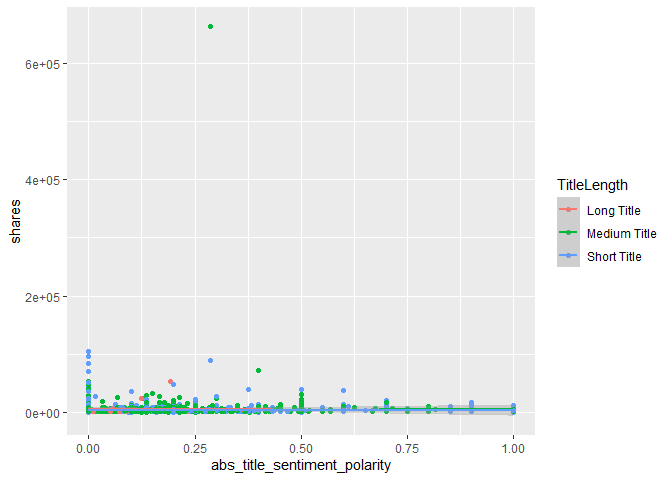 6e+05
4e+05
2e+05
0e+00
shares
0.00 0.25 0.50 0.75 1.00
abs_title_sentiment_polarity
TitleLength
Long Title
Medium Title
Short Title